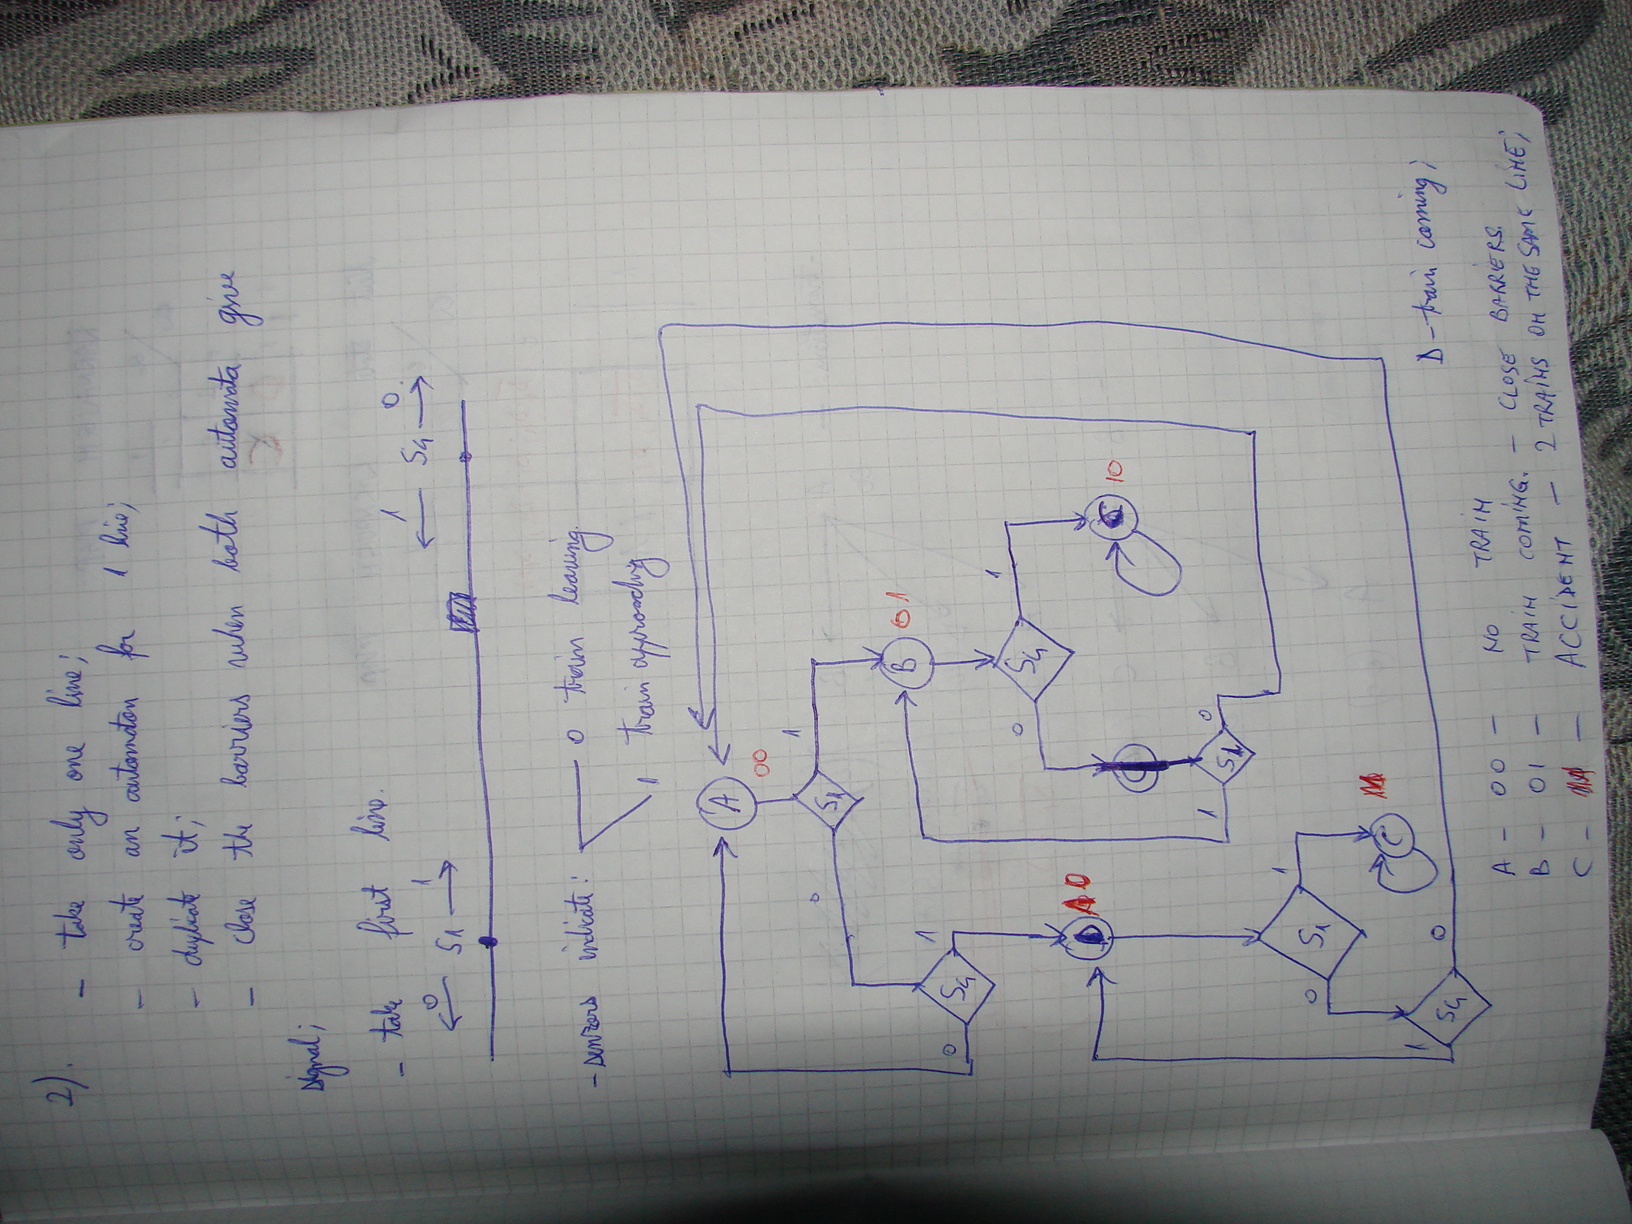 2).
- take only one line;
- create an automaton for 1 line;
- duplicate it;
- close the barriers when both automata give
signal;
- take first line.
0 S1 1
1 S4 0
- senzors indicate: 0 train leaving.
1 train approaching
A 00
S1
0 1
B 01
S4
0 1
S4
0 1
C 10
S1
1 0
D
S1
0 1
C
S4
1 0
D - train coming;
A - 00 - NO TRAIN
B - 01 - TRAIN COMING. - CLOSE BARRIERS.
C - ACCIDENT - 2 TRAINS ON THE SAME LINE;